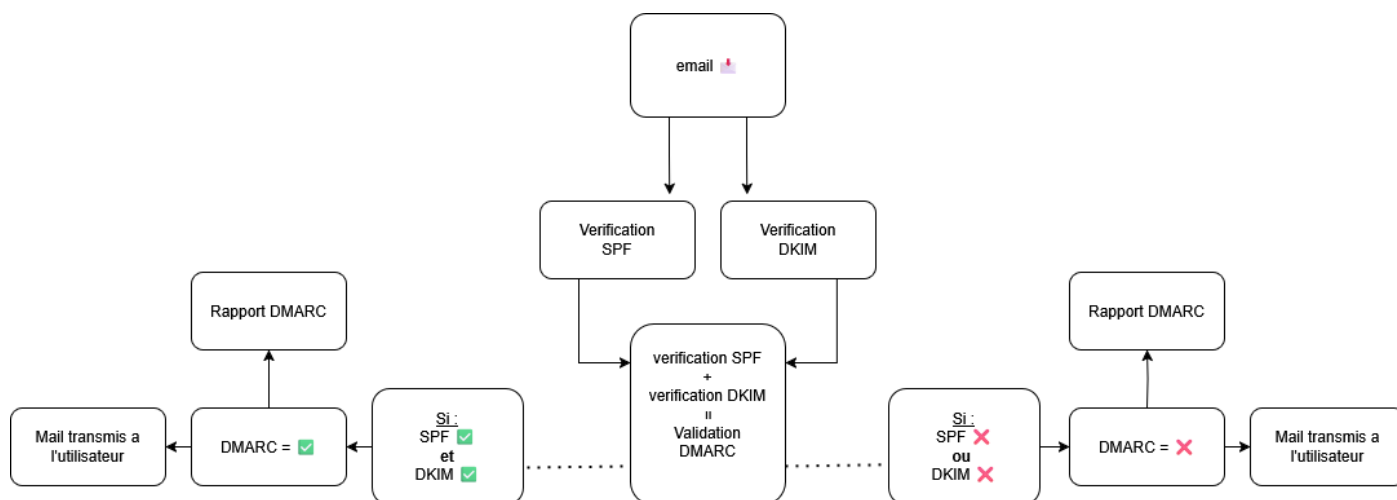 email
Verification
SPF
Verification
DKIM
Rapport DMARC
Rapport DMARC
verification SPF
+
verification DKIM
=
Validation
DMARC
Mail transmis a
l'utilisateur
DMARC = ✅
Si :
SPF ✅
et
DKIM ✅
Si :
SPF ❌
ou
DKIM ❌
DMARC = ❌
Mail transmis a
l'utilisateur